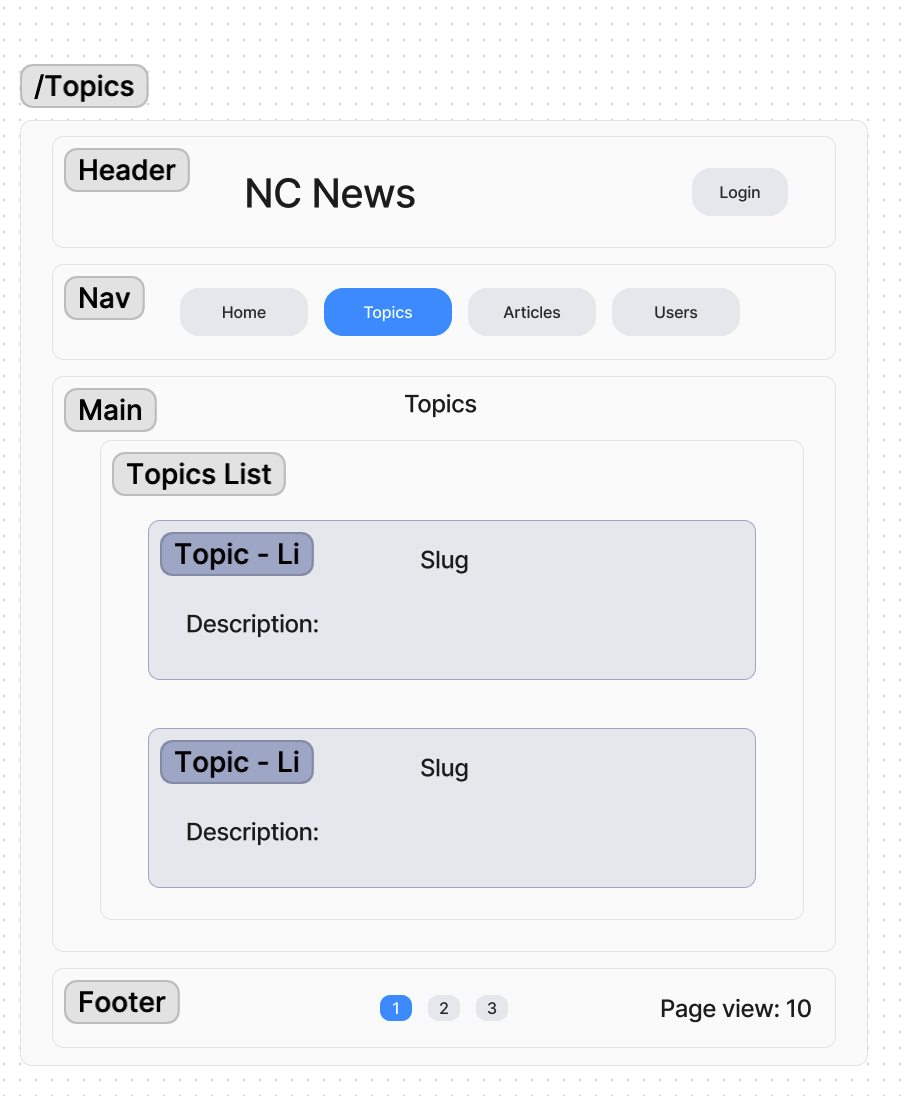 /Topics
Header
NC News
Login
Nav
Home
Topics
Articles
Users
Main
Topics
Topics List
Topic - Li
Slug
Description:
Topic - Li
Slug
Description:
Footer
1
2
3
Page view: 10